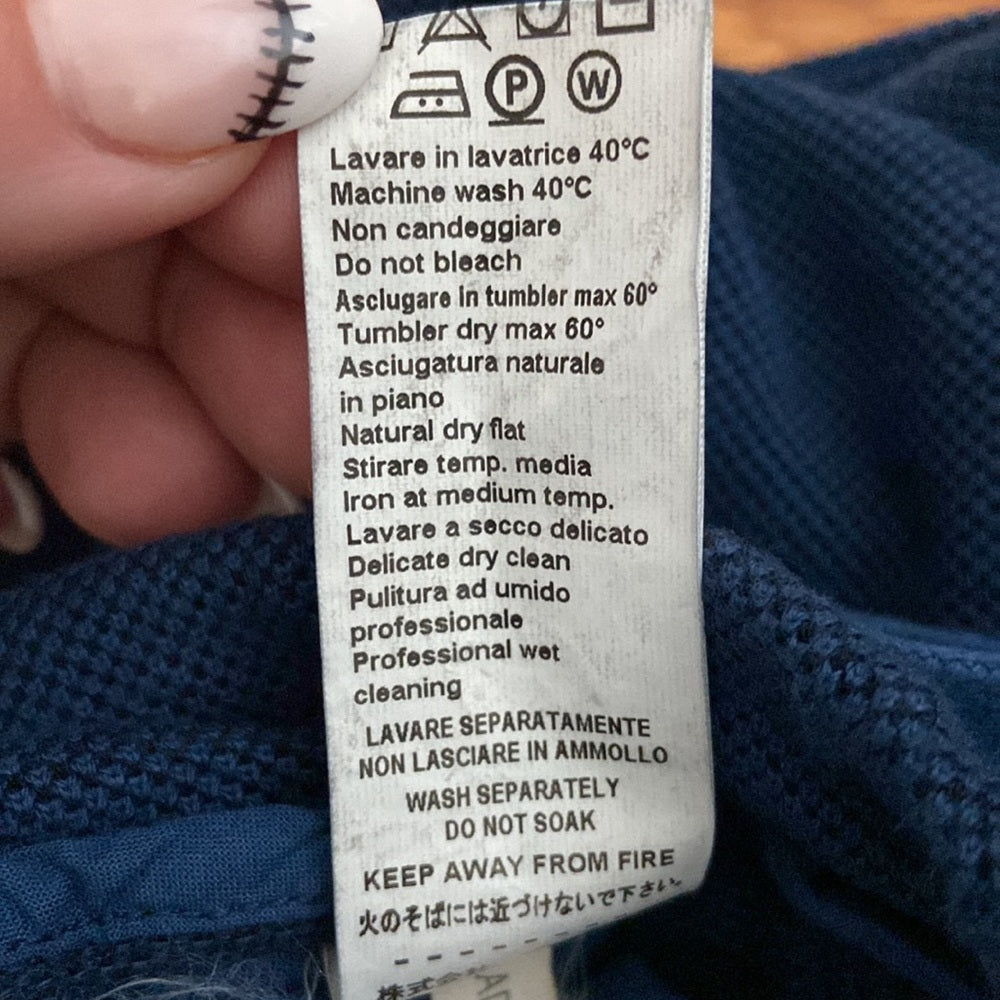 P W
Lavare in lavatrice 40°C
Machine wash 40°C
Non candeggiare
Do not bleach
Asciugare in tumbler max 60°
Tumbler dry max 60°
Asciugatura naturale
in piano
Natural dry flat
Stirare temp. media
Iron at medium temp.
Lavare a secco delicato
Delicate dry clean
Pulitura ad umido
professionale
Professional wet
cleaning
LAVARE SEPARATAMENTE
NON LASCIARE IN AMMOLLO
WASH SEPARATELY
DO NOT SOAK
KEEP AWAY FROM FIRE
火のそばには近づけないで下さい。
株式会